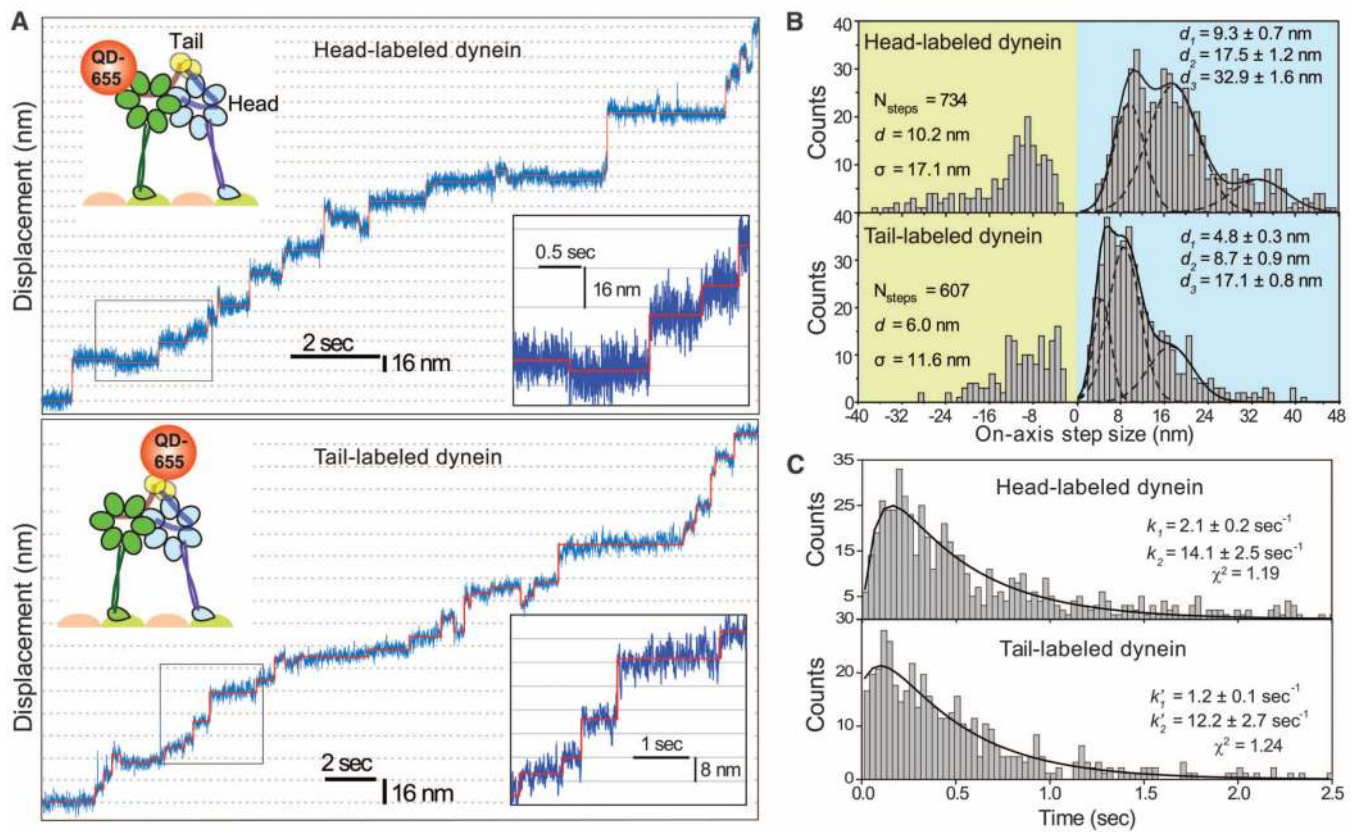 A
Displacement (nm)
Head-labeled dynein
QD-
655
Tail
Head
2 sec
16 nm
0.5 sec
16 nm
Displacement (nm)
Tail-labeled dynein
QD-
655
2 sec
16 nm
1 sec
8 nm
B
Counts
40
30
20
10
0
Head-labeled dynein
Nsteps = 734
d = 10.2 nm
σ = 17.1 nm
d1 = 9.3 ± 0.7 nm
d2 = 17.5 ± 1.2 nm
d3 = 32.9 ± 1.6 nm
Counts
40
30
20
10
0
Tail-labeled dynein
Nsteps = 607
d = 6.0 nm
σ = 11.6 nm
d1 = 4.8 ± 0.3 nm
d2 = 8.7 ± 0.9 nm
d3 = 17.1 ± 0.8 nm
-40 -32 -24 -16 -8 0 8 16 24 32 40 48
On-axis step size (nm)
C
Counts
35
25
15
5
30
Head-labeled dynein
k1 = 2.1 ± 0.2 sec-1
k2 = 14.1 ± 2.5 sec-1
χ2 = 1.19
Counts
20
10
0
Tail-labeled dynein
k'1 = 1.2 ± 0.1 sec-1
k'2 = 12.2 ± 2.7 sec-1
χ2 = 1.24
0.0 0.5 1.0 1.5 2.0 2.5
Time (sec)